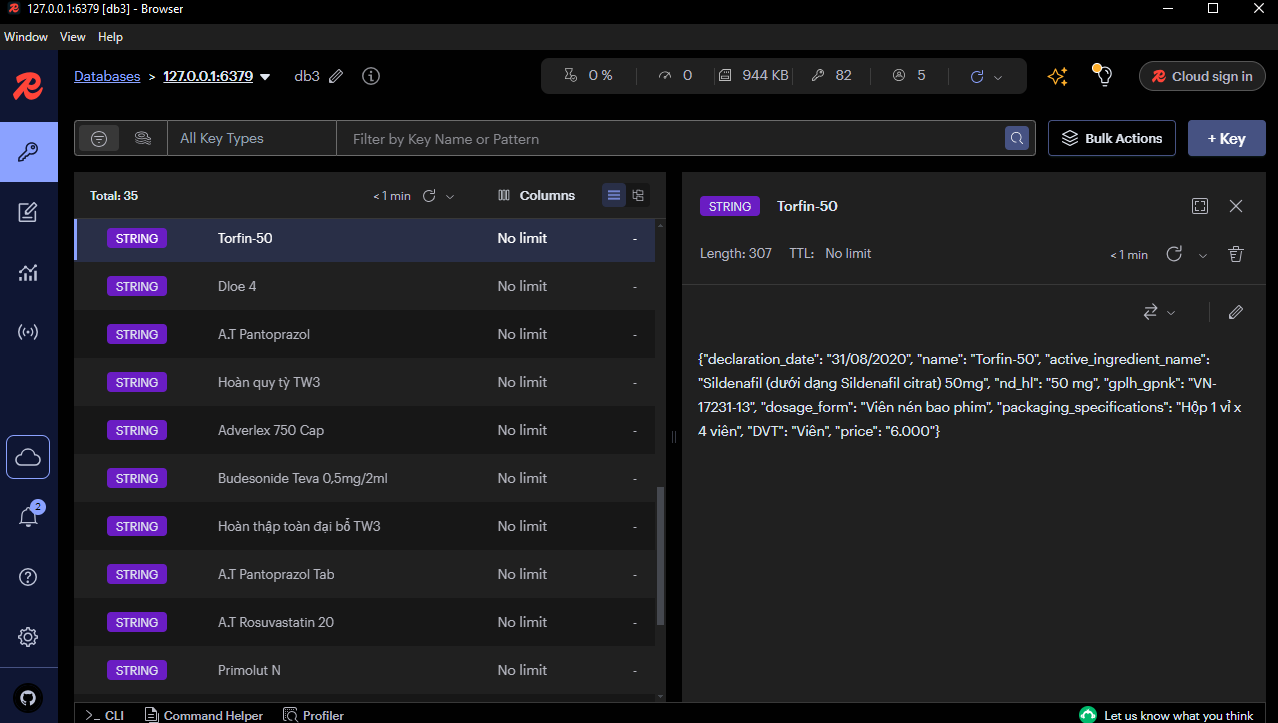 127.0.0.1:6379 [db3] - Browser
Window View Help
Databases > 127.0.0.1:6379 db3
0 % 0 944 KB 82 5
Cloud sign in
All Key Types Filter by Key Name or Pattern
Bulk Actions + Key
Total: 35 < 1 min Columns
STRING Torfin-50 No limit -
STRING Dloe 4 No limit -
STRING A.T Pantoprazol No limit -
STRING Hoàn quy tỳ TW3 No limit -
STRING Adverlex 750 Cap No limit -
STRING Budesonide Teva 0,5mg/2ml No limit -
STRING Hoàn thập toàn đại bổ TW3 No limit -
STRING A.T Pantoprazol Tab No limit -
STRING A.T Rosuvastatin 20 No limit -
STRING Primolut N No limit -
STRING Torfin-50
Length: 307 TTL: No limit < 1 min
{"declaration_date": "31/08/2020", "name": "Torfin-50", "active_ingredient_name":
"Sildenafil (dưới dạng Sildenafil citrat) 50mg", "nd_hl": "50 mg", "gplh_gpnk": "VN-
17231-13", "dosage_form": "Viên nén bao phim", "packaging_specifications": "Hộp 1 vỉ x
4 viên", "DVT": "Viên", "price": "6.000"}
2
>_ CLI Command Helper Profiler
Let us know what you think